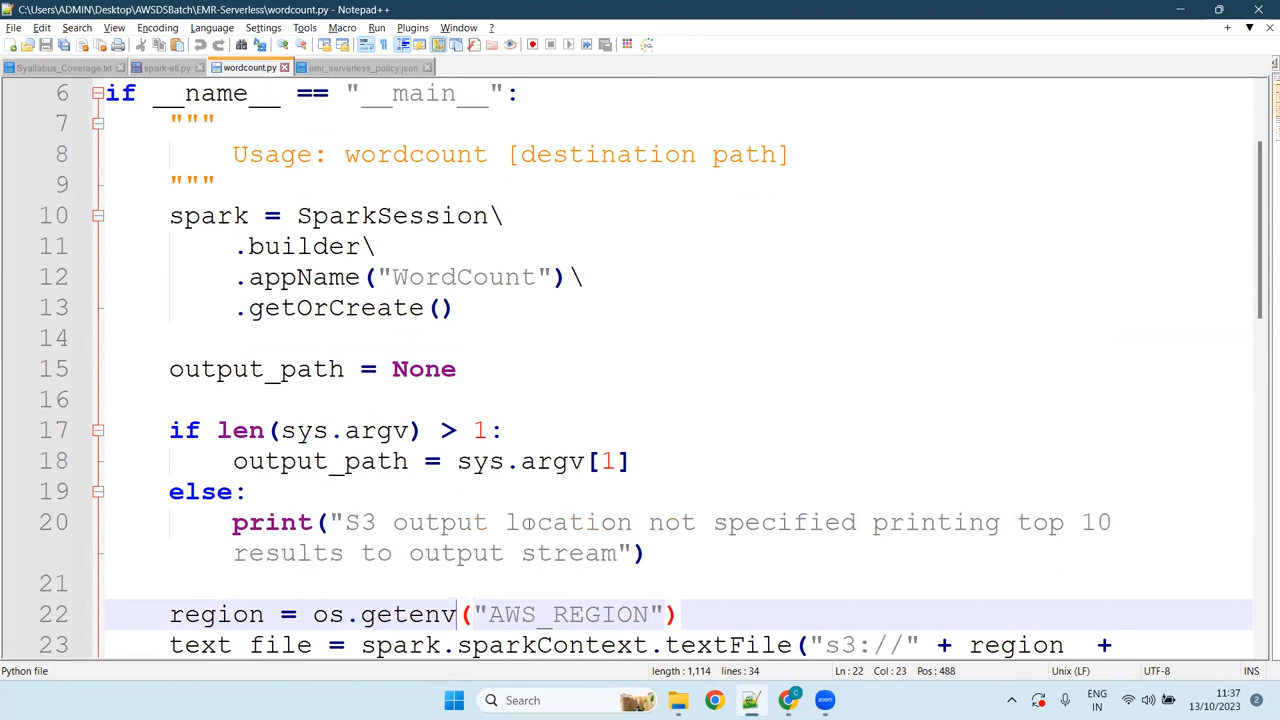 C:\Users\ADMIN\Desktop\AWSDSBatch\EMR-Serverless\wordcount.py - Notepad++
File Edit Search View Encoding Language Settings Tools Macro Run Plugins Window ?
Syallabus_Coverage.txt spark-etl.py wordcount.py emr_serverless_policy.json
6 if __name__ == "__main__":
7 """
8 Usage: wordcount [destination path]
9 """
10 spark = SparkSession\
11 .builder\
12 .appName("WordCount")\
13 .getOrCreate()
14
15 output_path = None
16
17 if len(sys.argv) > 1:
18 output_path = sys.argv[1]
19 else:
20 print("S3 output location not specified printing top 10
results to output stream")
21
22 region = os.getenv("AWS_REGION")
23 text_file = spark.sparkContext.textFile("s3://" + region +
Python file length : 1,114 lines : 34 Ln : 22 Col : 23 Pos : 488 Unix (LF) UTF-8 INS
Search
ENG
IN
11:37
13/10/2023
2